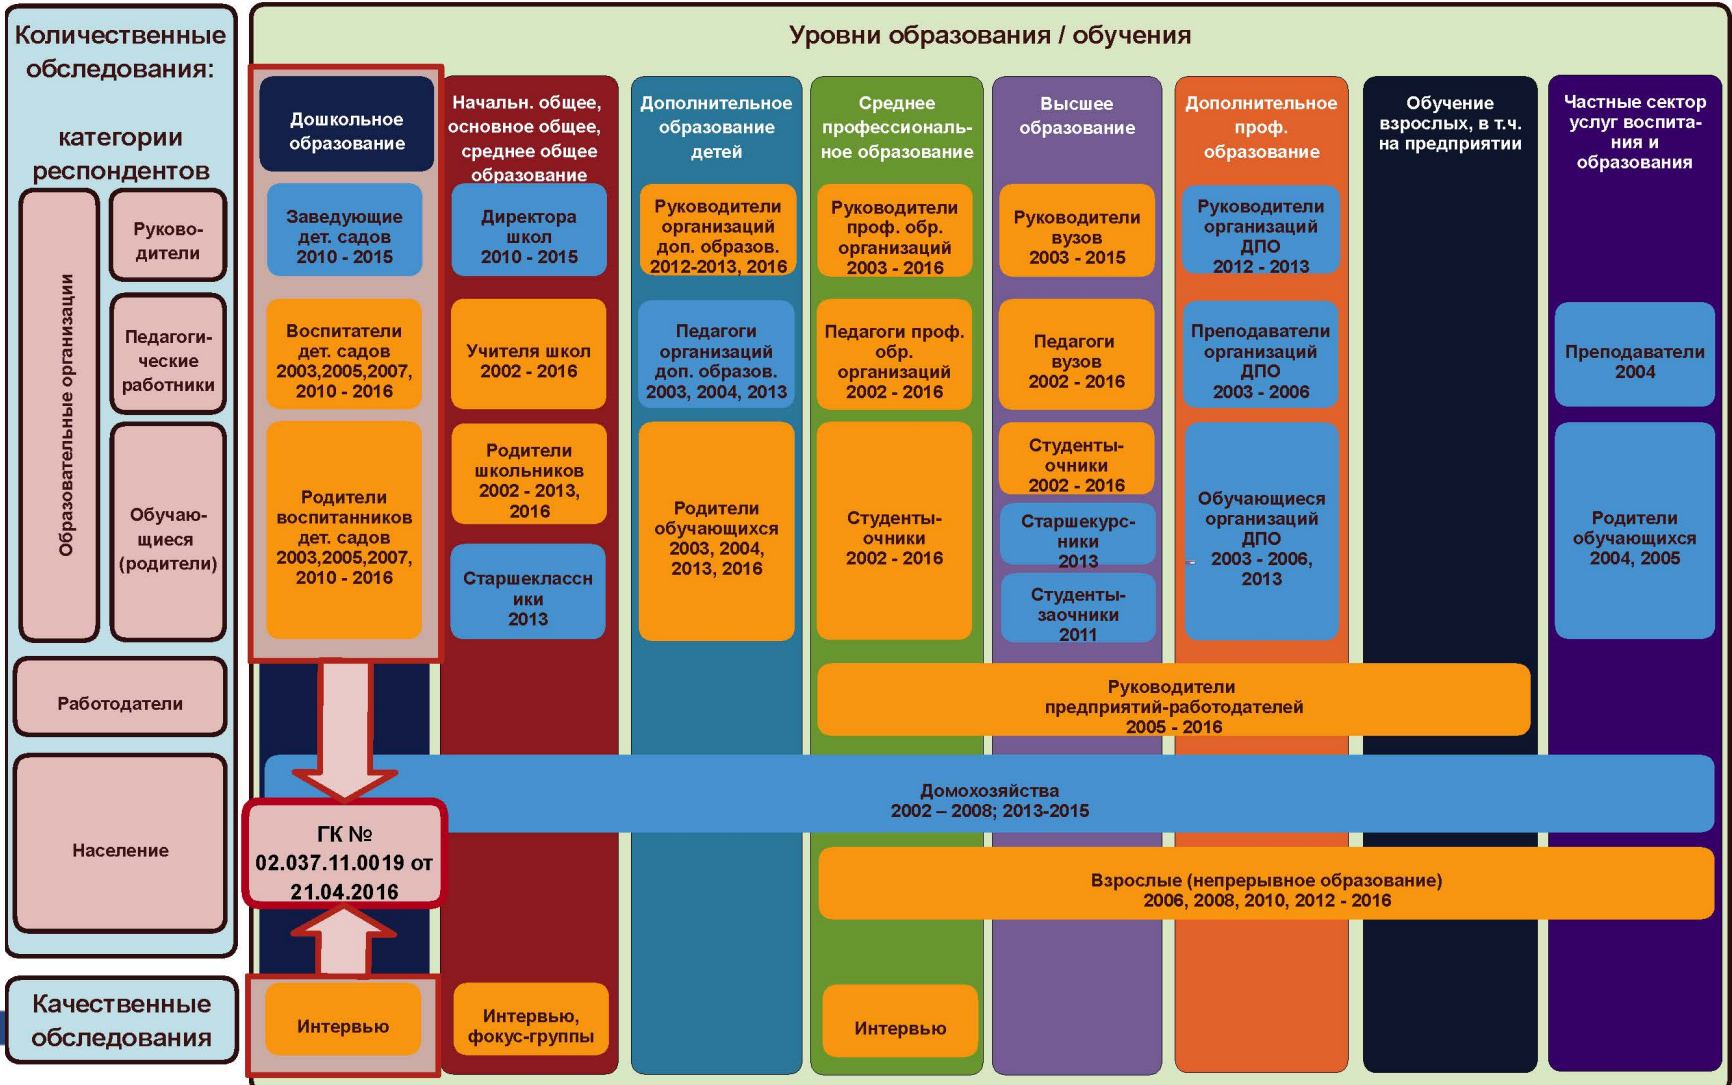 Количественные
обследования:
категории
респондентов
Образовательные организации
Руково-
дители
Педагоги-
ческие
работники
Обучаю-
щиеся
(родители)
Работодатели
Население
Качественные
обследования
Уровни образования / обучения
Дошкольное
образование
Начальн. общее,
основное общее,
среднее общее
образование
Дополнительное
образование
детей
Среднее
профессиональ-
ное образование
Высшее
образование
Дополнительное
проф.
образование
Обучение
взрослых, в т.ч.
на предприятии
Частные сектор
услуг воспита-
ния и
образования
Заведующие
дет. садов
2010 - 2015
Директора
школ
2010 - 2015
Руководители
организаций
доп. образов.
2012-2013, 2016
Руководители
проф. обр.
организаций
2003 - 2016
Руководители
вузов
2003 - 2015
Руководители
организаций
ДПО
2012 - 2013
Воспитатели
дет. садов
2003,2005,2007,
2010 - 2016
Учителя школ
2002 - 2016
Педагоги
организаций
доп. образов.
2003, 2004, 2013
Педагоги проф.
обр.
организаций
2002 - 2016
Педагоги
вузов
2002 - 2016
Преподаватели
организаций
ДПО
2003 - 2006
Преподаватели
2004
Родители
воспитанников
дет. садов
2003,2005,2007,
2010 - 2016
Родители
школьников
2002 - 2013,
2016
Старшеклассн
ики
2013
Родители
обучающихся
2003, 2004,
2013, 2016
Студенты-
очники
2002 - 2016
Студенты-
очники
2002 - 2016
Старшекурс-
ники
2013
Студенты-
заочники
2011
Обучающиеся
организаций
ДПО
2003 - 2006,
2013
Родители
обучающихся
2004, 2005
Руководители
предприятий-работодателей
2005 - 2016
Домохозяйства
2002 – 2008; 2013-2015
ГК №
02.037.11.0019 от
21.04.2016
Взрослые (непрерывное образование)
2006, 2008, 2010, 2012 - 2016
Интервью
Интервью,
фокус-группы
Интервью